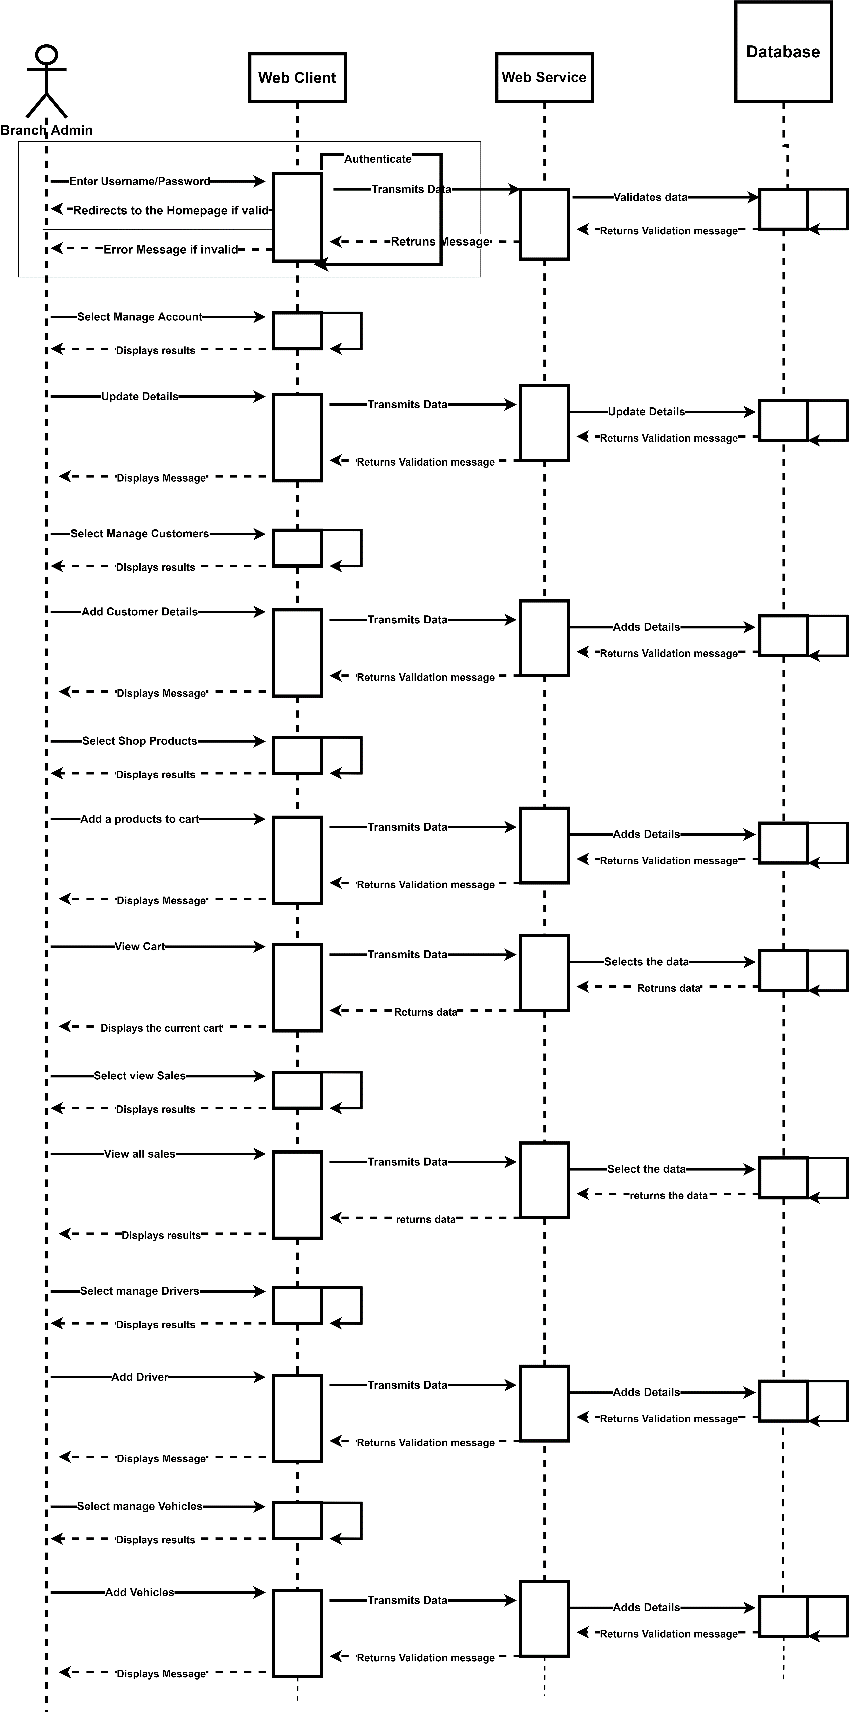 Database
Web Client
Web Service
Branch Admin
Authenticate
Enter Username/Password
Transmits Data
Validates data
Redirects to the Homepage if valid
Returns Validation message
Retruns Message
Error Message if invalid
Select Manage Account
Displays results
Update Details
Transmits Data
Update Details
Returns Validation message
Returns Validation message
Displays Message
Select Manage Customers
Displays results
Add Customer Details
Transmits Data
Adds Details
Returns Validation message
Returns Validation message
Displays Message
Select Shop Products
Displays results
Add a products to cart
Transmits Data
Adds Details
Returns Validation message
Returns Validation message
Displays Message
View Cart
Transmits Data
Selects the data
Retruns data
Returns data
Displays the current cart
Select view Sales
Displays results
View all sales
Transmits Data
Select the data
returns the data
returns data
Displays results
Select manage Drivers
Displays results
Add Driver
Transmits Data
Adds Details
Returns Validation message
Returns Validation message
Displays Message
Select manage Vehicles
Displays results
Add Vehicles
Transmits Data
Adds Details
Returns Validation message
Returns Validation message
Displays Message